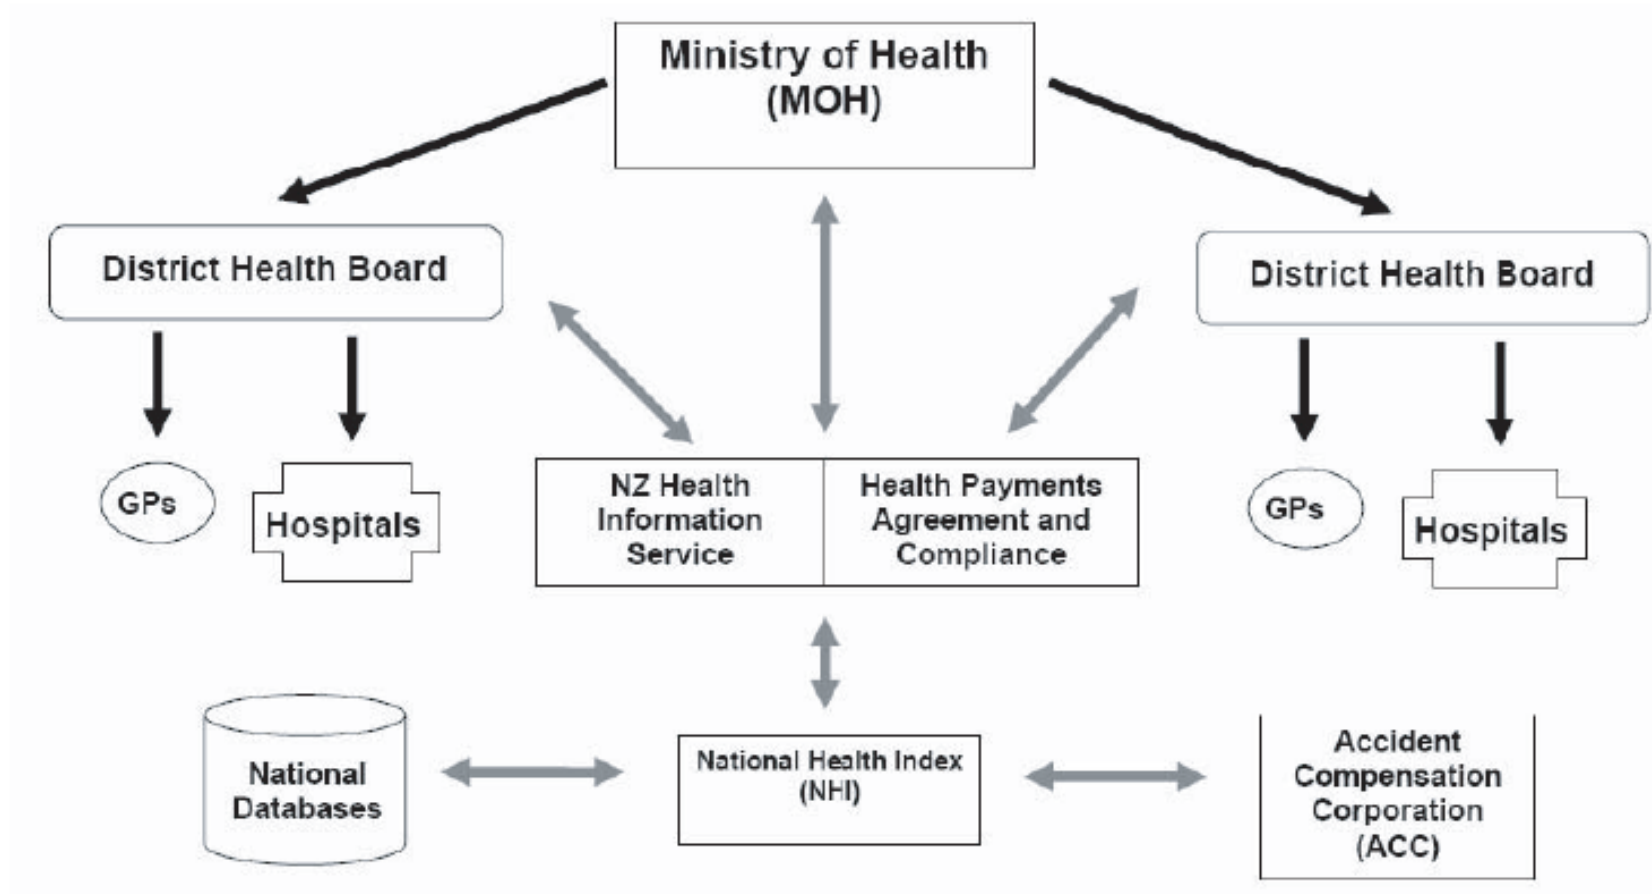 Ministry of Health
(MOH)
District Health Board
District Health Board
GPs
Hospitals
NZ Health
Information
Service
Health Payments
Agreement and
Compliance
GPs
Hospitals
National
Databases
National Health Index
(NHI)
Accident
Compensation
Corporation
(ACC)